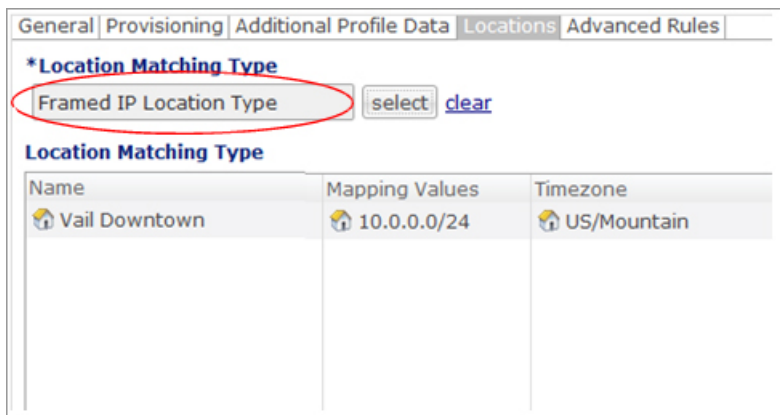 General Provisioning Additional Profile Data Locations Advanced Rules
*Location Matching Type
Framed IP Location Type select clear
Location Matching Type
Name Mapping Values Timezone
Vail Downtown 10.0.0.0/24 US/Mountain